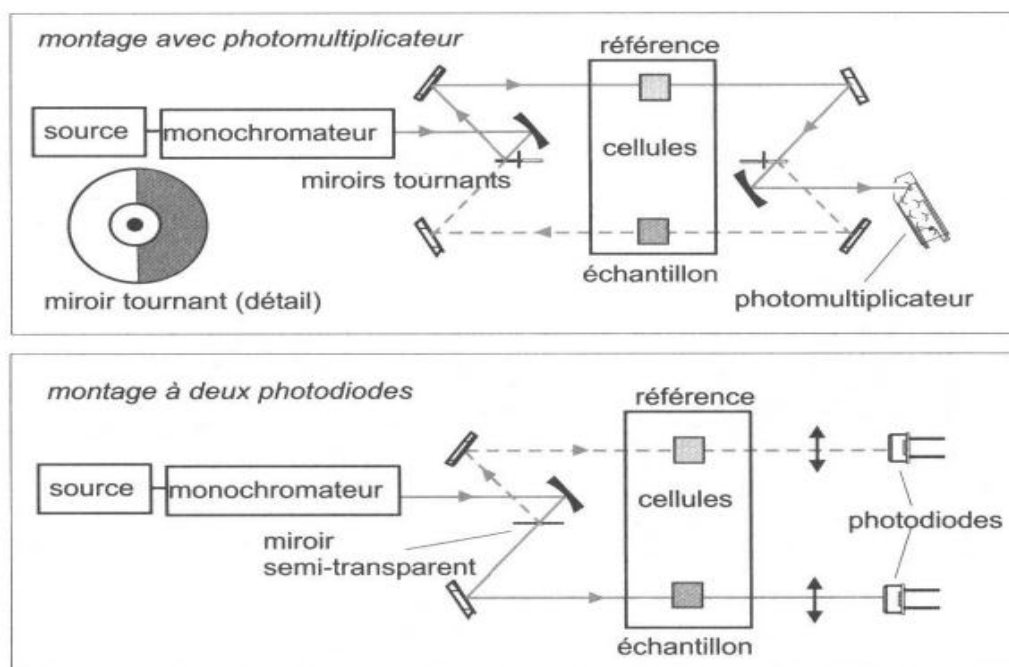 montage avec photomultiplicateur
référence
source
monochromateur
cellules
miroirs tournants
échantillon
miroir tournant (détail)
photomultiplicateur
montage à deux photodiodes
référence
source
monochromateur
cellules
photodiodes
miroir
semi-transparent
échantillon